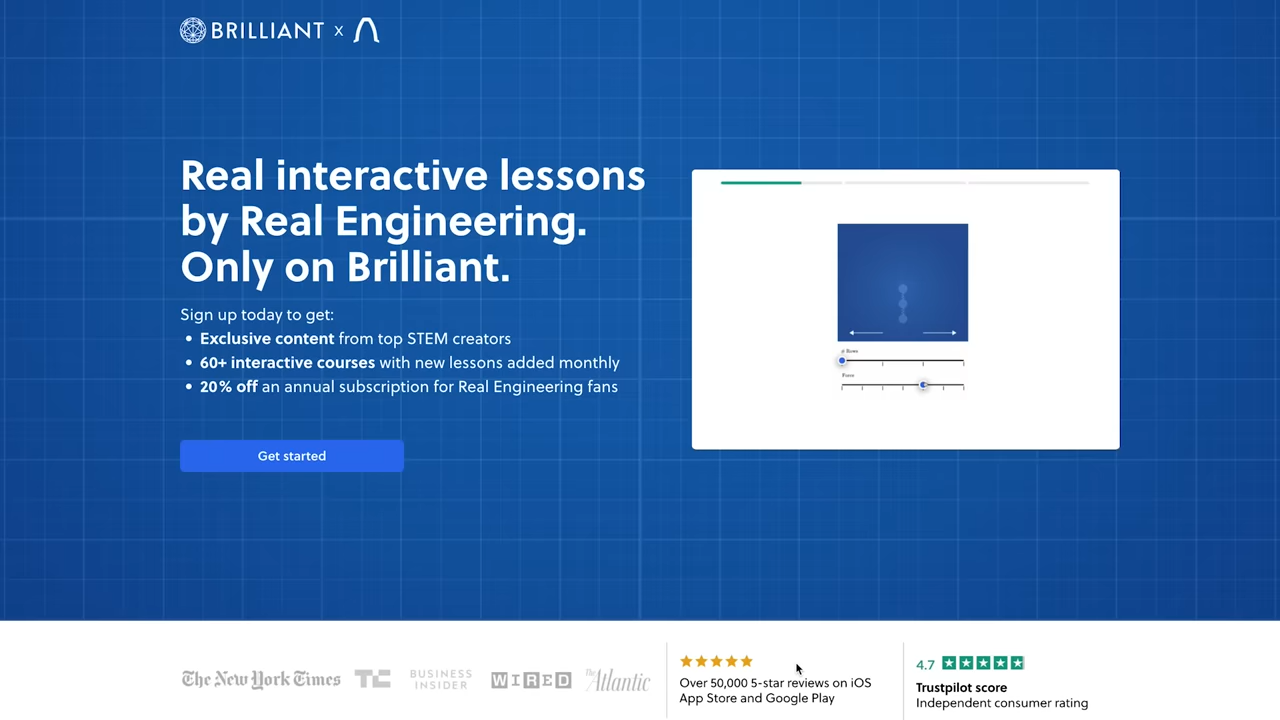 BRILLIANT x
Real interactive lessons
by Real Engineering.
Only on Brilliant.
Sign up today to get:
• Exclusive content from top STEM creators
• 60+ interactive courses with new lessons added monthly
• 20% off an annual subscription for Real Engineering fans
Get started
# Rows
Force
The New York Times
TC
BUSINESS
INSIDER
WIRED
The Atlantic
Over 50,000 5-star reviews on iOS
App Store and Google Play
4.7
Trustpilot score
Independent consumer rating